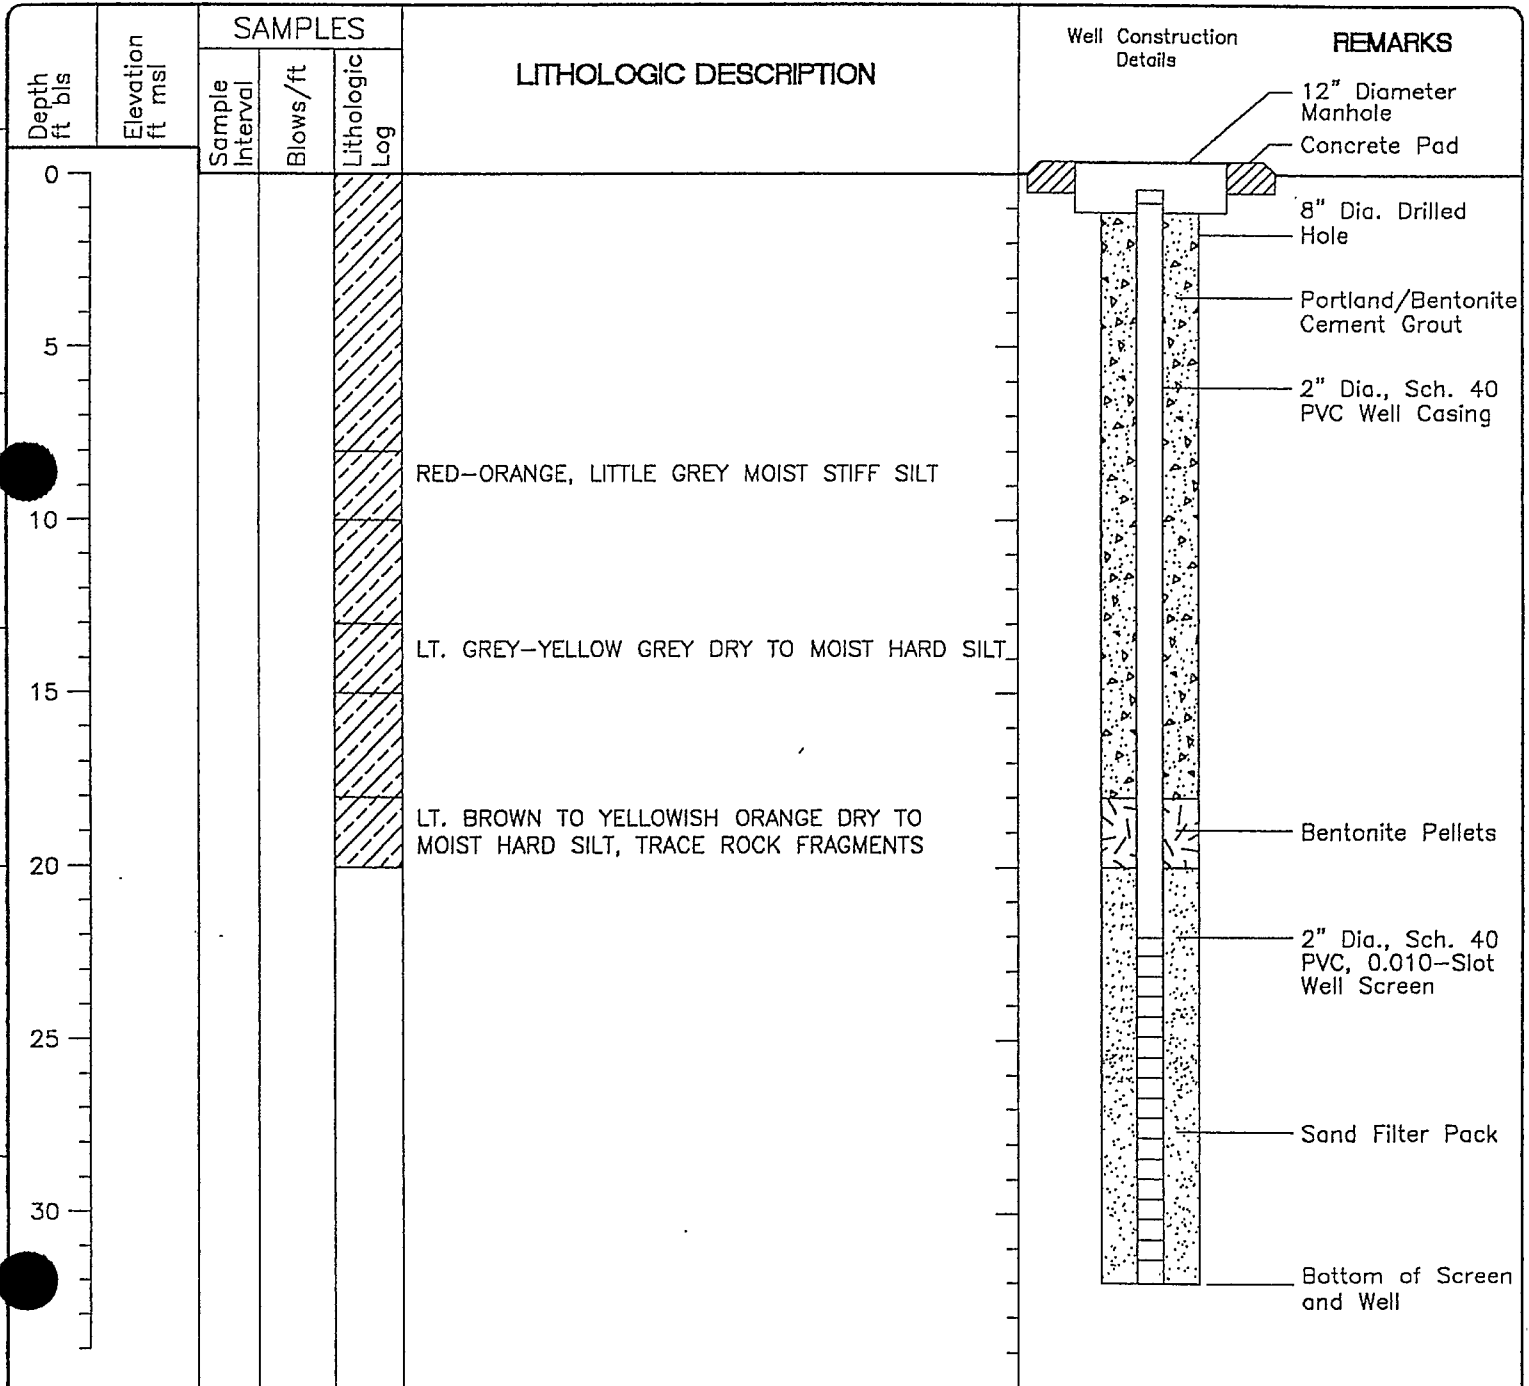 Depth
ft bls
Elevation
ft msl
SAMPLES
Sample
Interval
Blows/ft
Lithologic
Log
LITHOLOGIC DESCRIPTION
Well Construction
Details
REMARKS
12" Diameter
Manhole
Concrete Pad
8" Dia. Drilled
Hole
Portland/Bentonite
Cement Grout
2" Dia., Sch. 40
PVC Well Casing
Bentonite Pellets
2" Dia., Sch. 40
PVC, 0.010-Slot
Well Screen
Sand Filter Pack
Bottom of Screen
and Well
RED-ORANGE, LITTLE GREY MOIST STIFF SILT
LT. GREY-YELLOW GREY DRY TO MOIST HARD SILT
LT. BROWN TO YELLOWISH ORANGE DRY TO
MOIST HARD SILT, TRACE ROCK FRAGMENTS
0
5
10
15
20
25
30